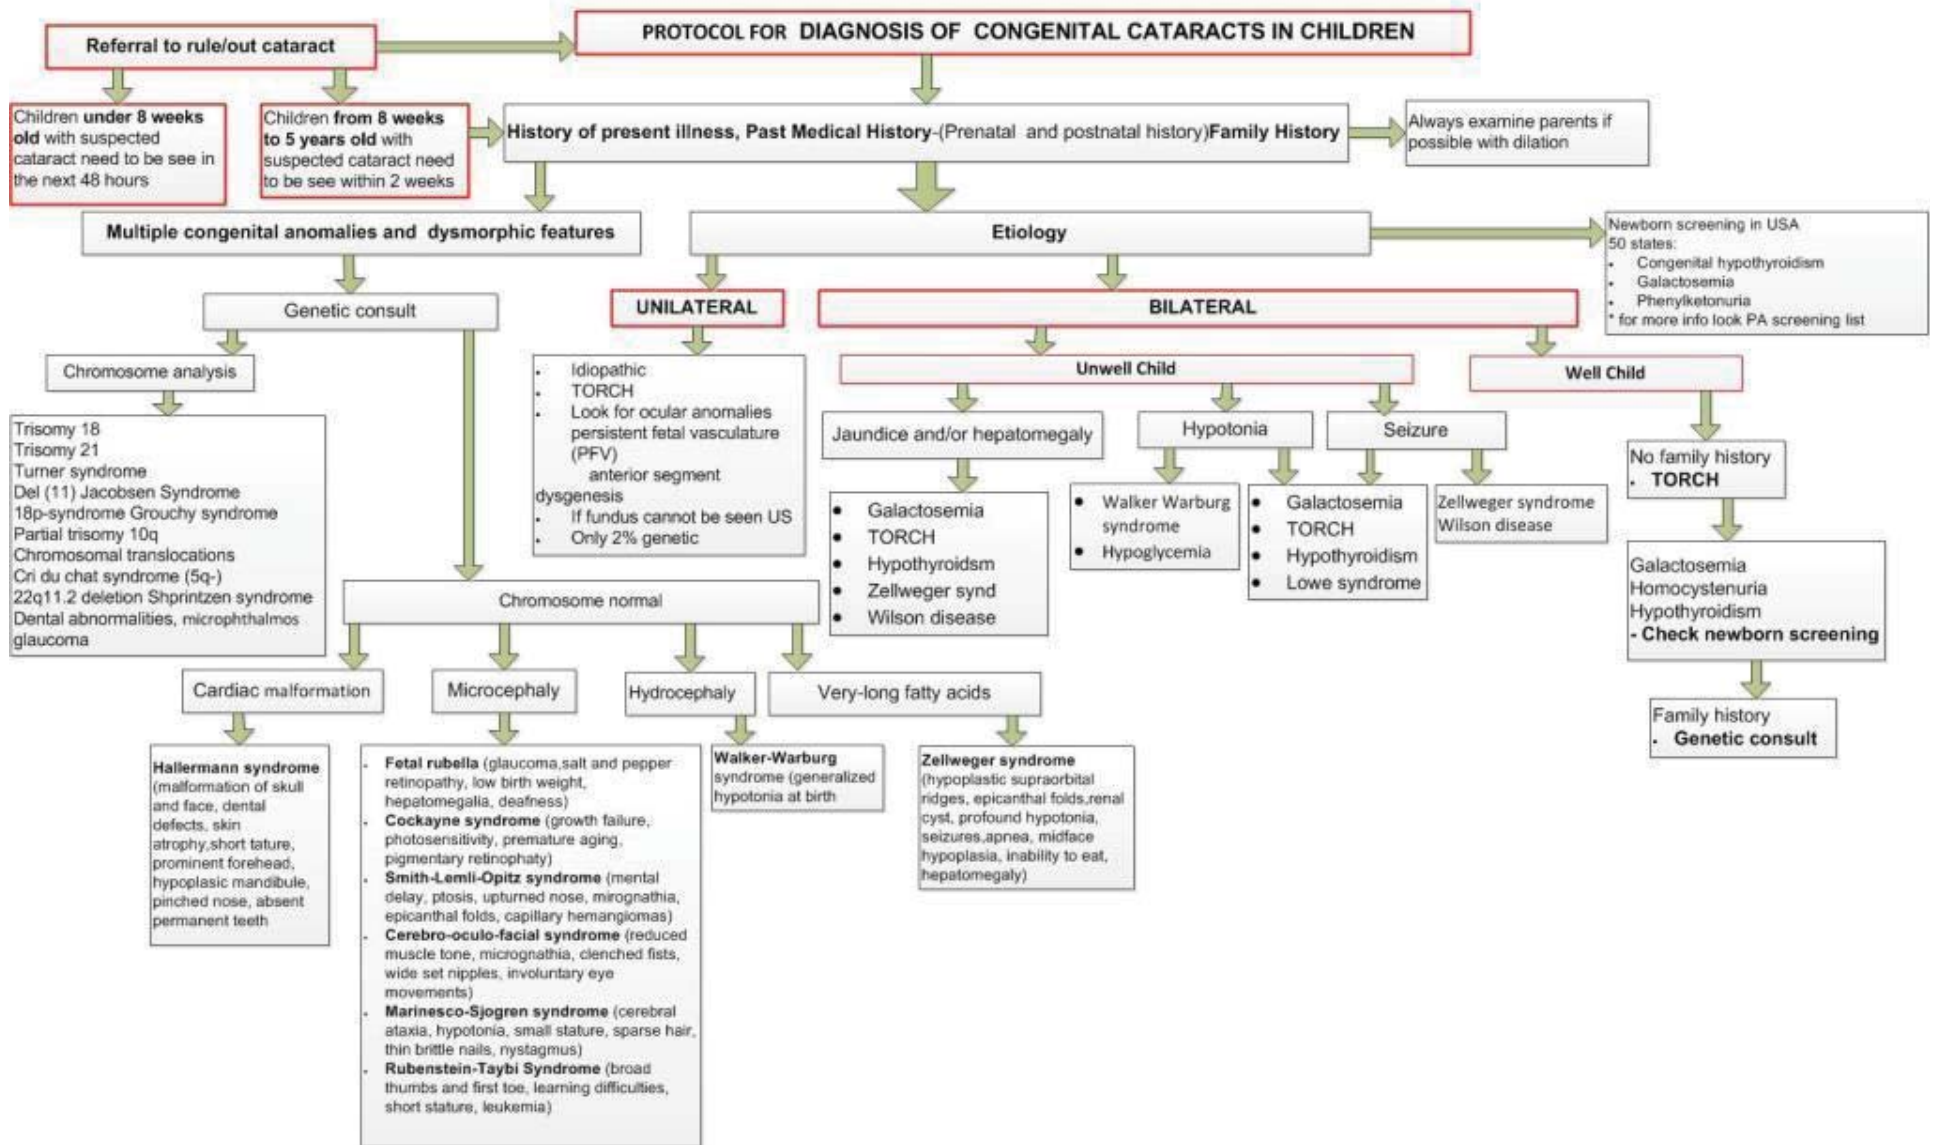 PROTOCOL FOR DIAGNOSIS OF CONGENITAL CATARACTS IN CHILDREN
Referral to rule/out cataract
Children under 8 weeks
old with suspected
cataract need to be see in
the next 48 hours
Children from 8 weeks
to 5 years old with
suspected cataract need
to be see within 2 weeks
History of present illness, Past Medical History-(Prenatal and postnatal history)Family History
Always examine parents if
possible with dilation
Multiple congenital anomalies and dysmorphic features
Etiology
Newborn screening in USA
50 states:
• Congenital hypothyroidism
• Galactosemia
• Phenylketonuria
* for more info look PA screening list
Genetic consult
UNILATERAL
BILATERAL
Chromosome analysis
• Idiopathic
• TORCH
• Look for ocular anomalies
persistent fetal vasculature
(PFV)
anterior segment
dysgenesis
• If fundus cannot be seen US
• Only 2% genetic
Unwell Child
Well Child
Trisomy 18
Trisomy 21
Turner syndrome
Del (11) Jacobsen Syndrome
18p-syndrome Grouchy syndrome
Partial trisomy 10q
Chromosomal translocations
Cri du chat syndrome (5q-)
22q11.2 deletion Shprintzen syndrome
Dental abnormalities, microphthalmos
glaucoma
Jaundice and/or hepatomegaly
Hypotonia
Seizure
No family history
• TORCH
• Galactosemia
• TORCH
• Hypothyroidsm
• Zellweger synd
• Wilson disease
• Walker Warburg
syndrome
• Hypoglycemia
• Galactosemia
• TORCH
• Hypothyroidism
• Lowe syndrome
Zellweger syndrome
Wilson disease
Galactosemia
Homocystenuria
Hypothyroidism
- Check newborn screening
Family history
• Genetic consult
Chromosome normal
Cardiac malformation
Microcephaly
Hydrocephaly
Very-long fatty acids
Hallermann syndrome
(malformation of skull
and face, dental
defects, skin
atrophy,short tature,
prominent forehead,
hypoplasic mandibule,
pinched nose, absent
permanent teeth
• Fetal rubella (glaucoma,salt and pepper
retinopathy, low birth weight,
hepatomegalia, deafness)
• Cockayne syndrome (growth failure,
photosensitivity, premature aging,
pigmentary retinophaty)
• Smith-Lemli-Opitz syndrome (mental
delay, ptosis, upturned nose, mirognathia,
epicanthal folds, capillary hemangiomas)
• Cerebro-oculo-facial syndrome (reduced
muscle tone, micrognathia, clenched fists,
wide set nipples, involuntary eye
movements)
• Marinesco-Sjogren syndrome (cerebral
ataxia, hypotonia, small stature, sparse hair,
thin brittle nails, nystagmus)
• Rubenstein-Taybi Syndrome (broad
thumbs and first toe, learning difficulties,
short stature, leukemia)
Walker-Warburg
syndrome (generalized
hypotonia at birth
Zellweger syndrome
(hypoplastic supraorbital
ridges, epicanthal folds,renal
cyst, profound hypotonia,
seizures,apnea, midface
hypoplasia, inability to eat,
hepatomegaly)